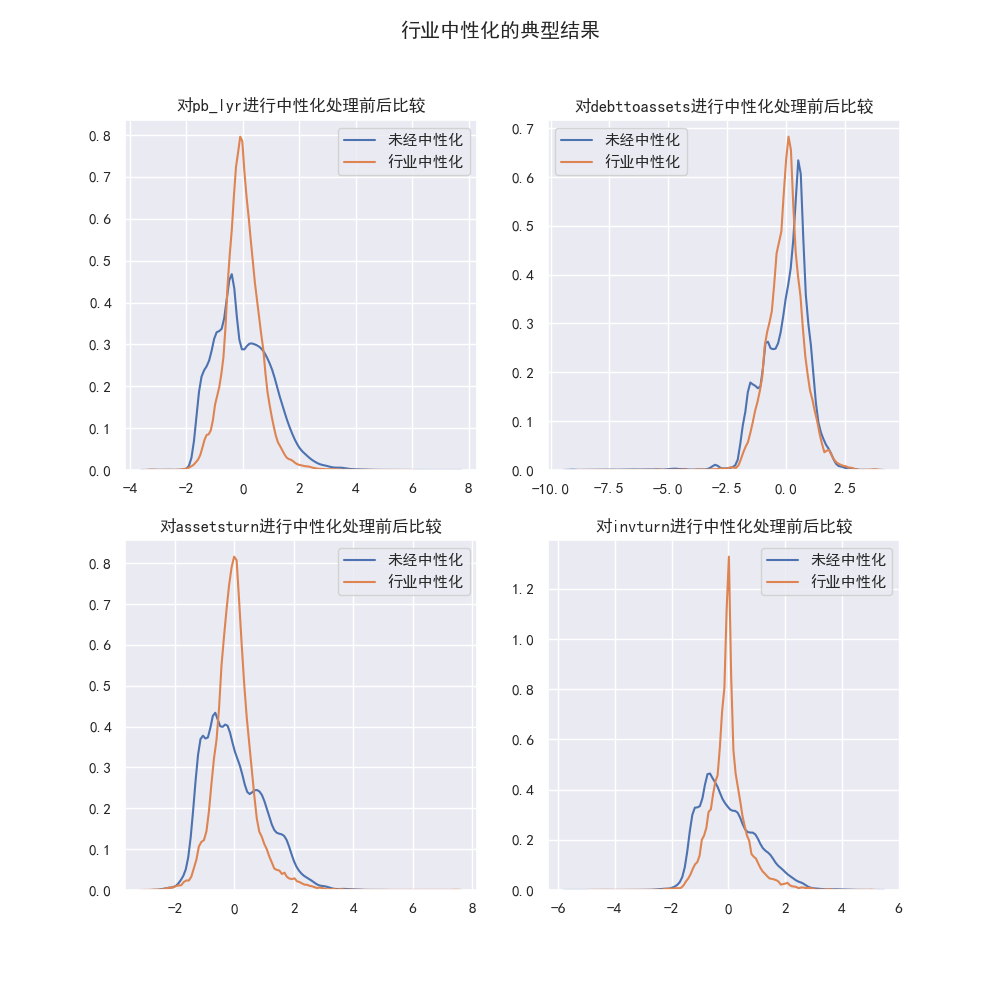 行业中性化的典型结果
对pb_lyr进行中性化处理前后比较
未经中性化
行业中性化
0.8
0.7
0.6
0.5
0.4
0.3
0.2
0.1
0.0
−4 −2 0 2 4 6 8
对debttoassets进行中性化处理前后比较
未经中性化
行业中性化
0.7
0.6
0.5
0.4
0.3
0.2
0.1
0.0
−10.0 −7.5 −5.0 −2.5 0.0 2.5
对assetsturn进行中性化处理前后比较
未经中性化
行业中性化
0.8
0.7
0.6
0.5
0.4
0.3
0.2
0.1
0.0
−2 0 2 4 6 8
对invturn进行中性化处理前后比较
未经中性化
行业中性化
1.2
1.0
0.8
0.6
0.4
0.2
0.0
−6 −4 −2 0 2 4 6